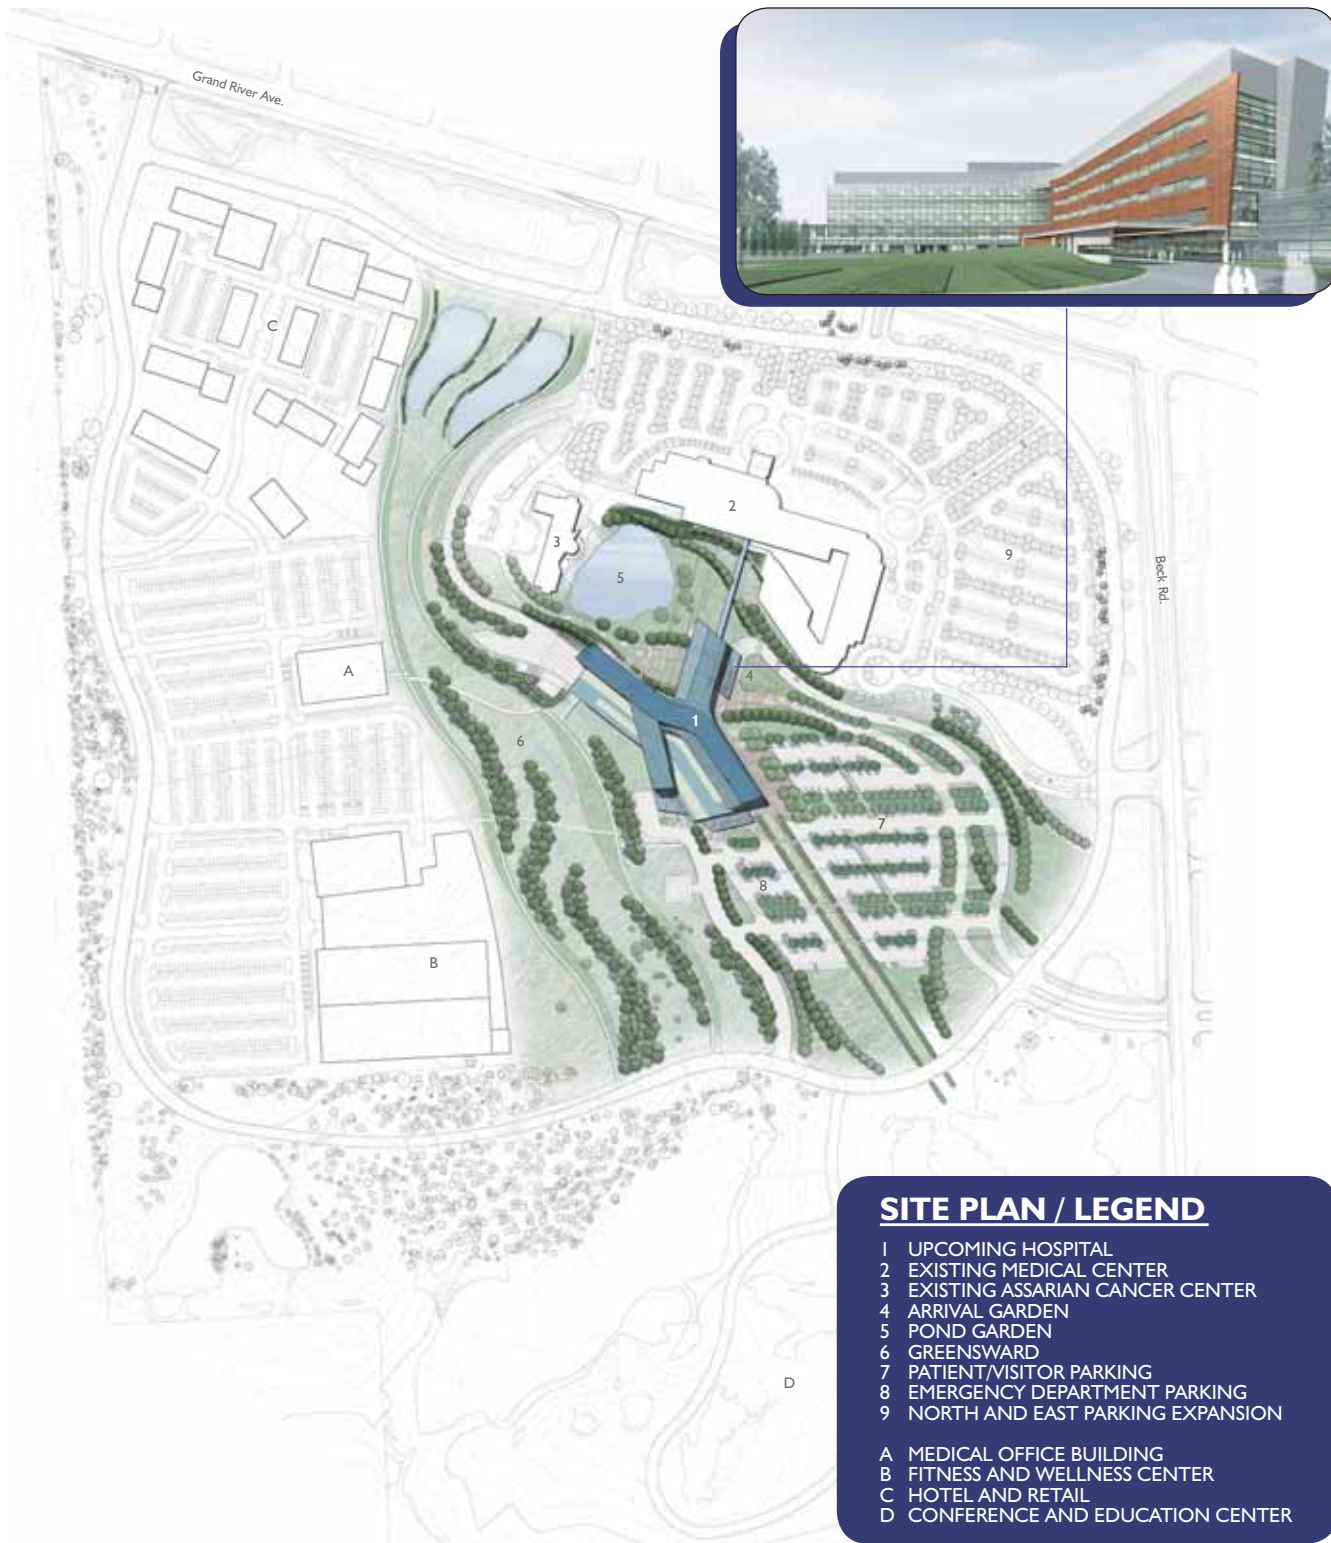 Grand River Ave.
C
2
3
9
5
Beck Rd.
A
4
1
6
7
8
B
D
SITE PLAN / LEGEND
1 UPCOMING HOSPITAL
2 EXISTING MEDICAL CENTER
3 EXISTING ASSARIAN CANCER CENTER
4 ARRIVAL GARDEN
5 POND GARDEN
6 GREENSWARD
7 PATIENT/VISITOR PARKING
8 EMERGENCY DEPARTMENT PARKING
9 NORTH AND EAST PARKING EXPANSION
A MEDICAL OFFICE BUILDING
B FITNESS AND WELLNESS CENTER
C HOTEL AND RETAIL
D CONFERENCE AND EDUCATION CENTER